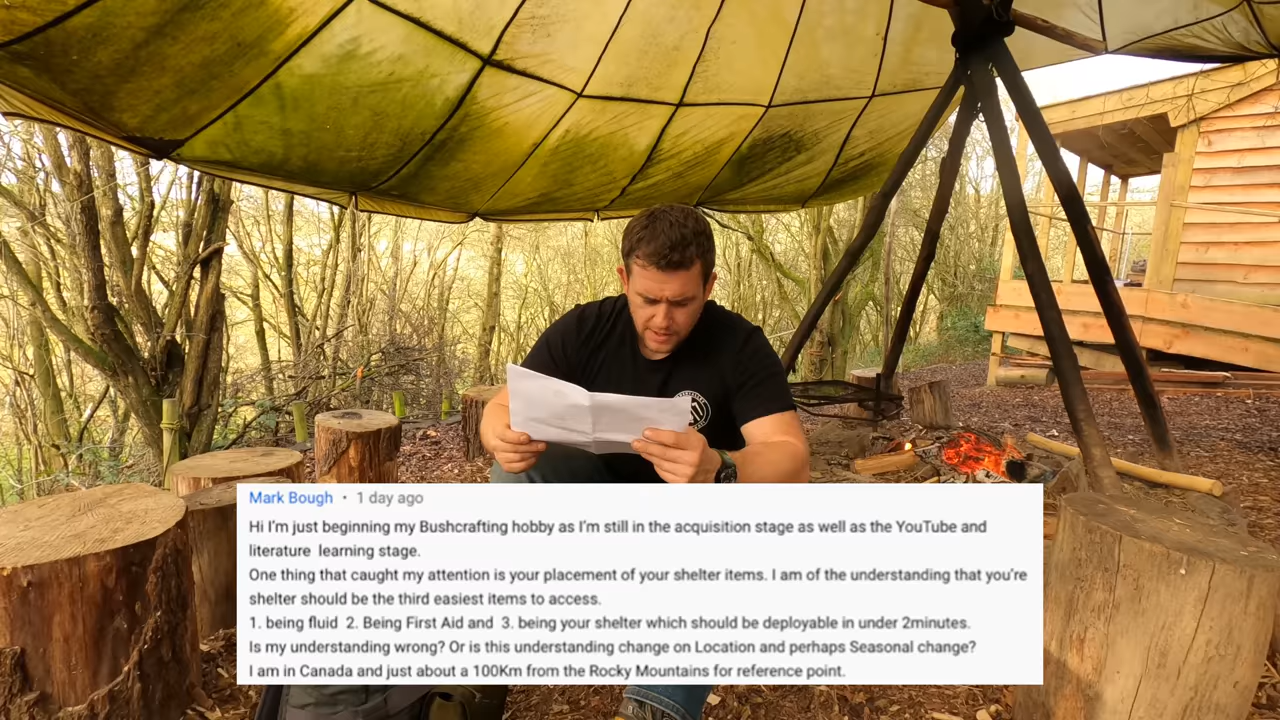 Mark Bough • 1 day ago
Hi I'm just beginning my Bushcrafting hobby as I'm still in the acquisition stage as well as the YouTube and
literature learning stage.
One thing that caught my attention is your placement of your shelter items. I am of the understanding that you're
shelter should be the third easiest items to access.
1. being fluid 2. Being First Aid and 3. being your shelter which should be deployable in under 2minutes.
Is my understanding wrong? Or is this understanding change on Location and perhaps Seasonal change?
I am in Canada and just about a 100Km from the Rocky Mountains for reference point.